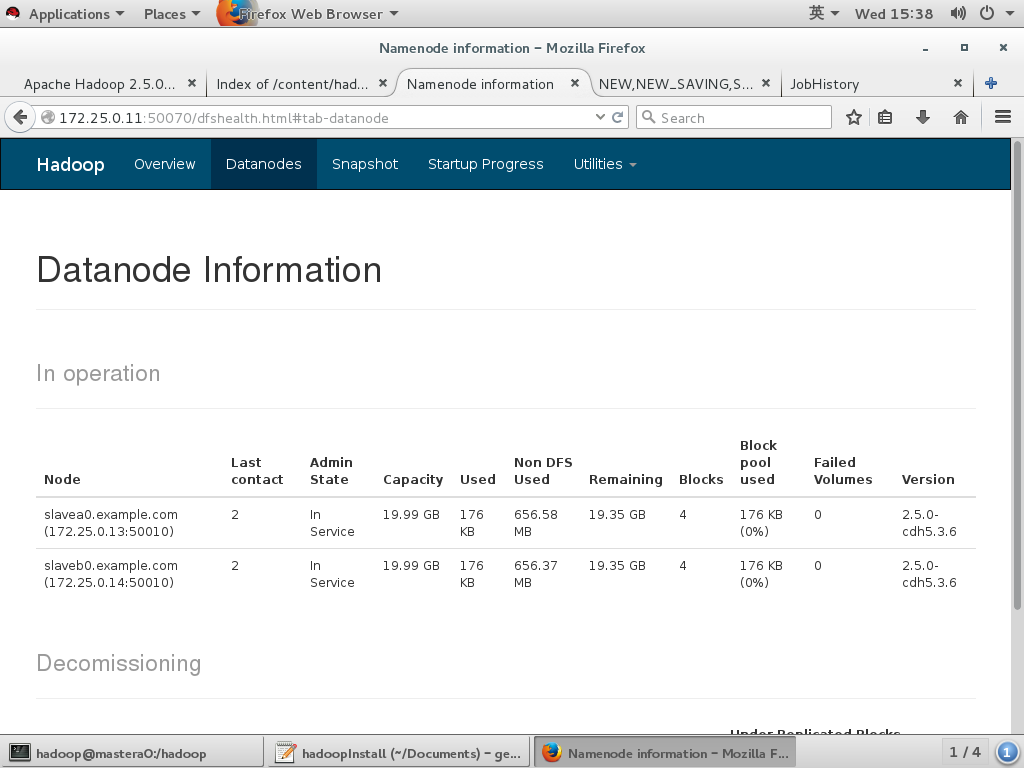 Applications Places Firefox Web Browser 英 Wed 15:38
Namenode information - Mozilla Firefox
Apache Hadoop 2.5.0... Index of /content/had... Namenode information NEW,NEW_SAVING,S... JobHistory
172.25.0.11:50070/dfshealth.html#tab-datanode Search
Hadoop Overview Datanodes Snapshot Startup Progress Utilities
Datanode Information
In operation
Node Last contact Admin State Capacity Used Non DFS Used Remaining Blocks Block pool used Failed Volumes Version
slavea0.example.com 2 In 19.99 GB 176 656.58 19.35 GB 4 176 KB 0 2.5.0-
(172.25.0.13:50010) Service KB MB (0%) cdh5.3.6
slaveb0.example.com 2 In 19.99 GB 176 656.37 19.35 GB 4 176 KB 0 2.5.0-
(172.25.0.14:50010) Service KB MB (0%) cdh5.3.6
Decomissioning
Under Replicated Blocks
hadoop@mastera0:/hadoop hadoopInstall (~/Documents) - ge... Namenode information - Mozilla F... 1 / 4 1